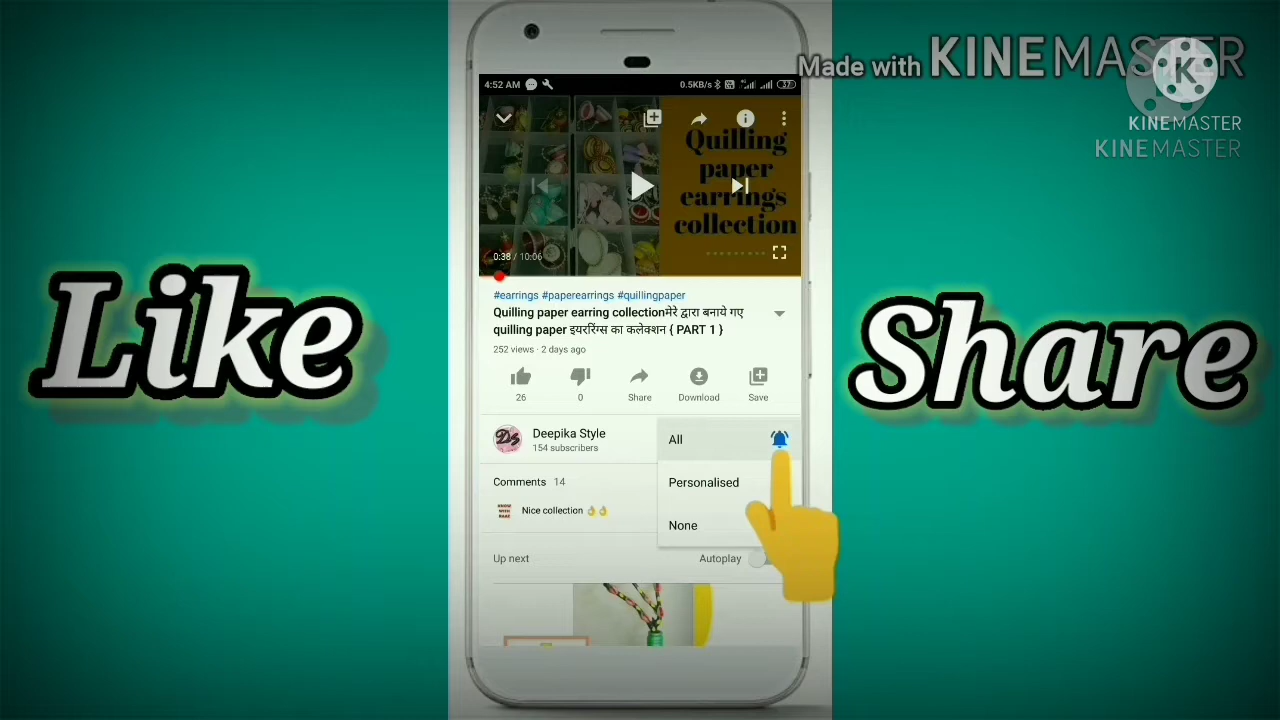 Made with KINEMASTER
KINEMASTER
KINEMASTER
4:52 AM
0.5KB/s
37
Quilling
paper
earrings
collection
0:38 / 10:06
#earrings #paperearrings #quillingpaper
Quilling paper earring collectionमेरे द्वारा बनाये गए
quilling paper इयररिंग्स का कलेक्शन { PART 1 }
252 views · 2 days ago
26
0
Share
Download
Save
Like
Share
Deepika Style
154 subscribers
All
Personalised
None
Comments 14
Nice collection 👌👌
Up next
Autoplay